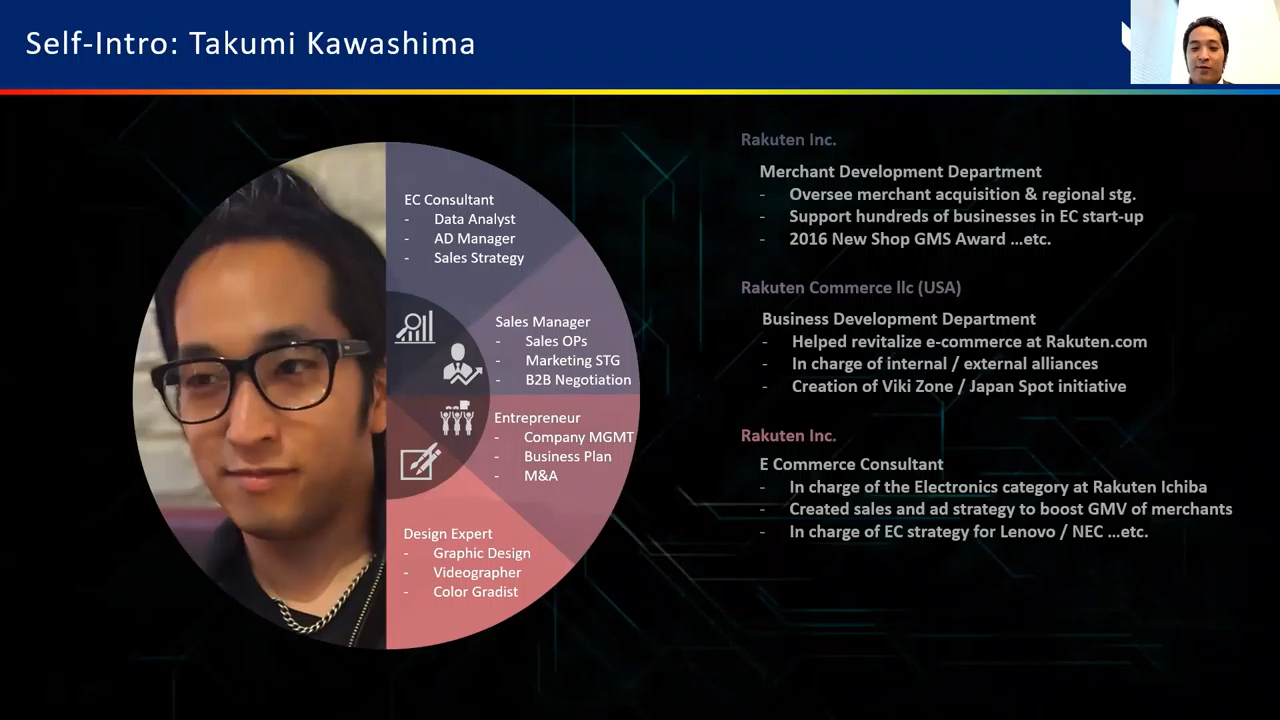 Self-Intro: Takumi Kawashima
EC Consultant
- Data Analyst
- AD Manager
- Sales Strategy
Sales Manager
- Sales OPs
- Marketing STG
- B2B Negotiation
Entrepreneur
- Company MGMT
- Business Plan
- M&A
Design Expert
- Graphic Design
- Videographer
- Color Gradist
Rakuten Inc.
Merchant Development Department
- Oversee merchant acquisition & regional stg.
- Support hundreds of businesses in EC start-up
- 2016 New Shop GMS Award ...etc.
Rakuten Commerce llc (USA)
Business Development Department
- Helped revitalize e-commerce at Rakuten.com
- In charge of internal / external alliances
- Creation of Viki Zone / Japan Spot initiative
Rakuten Inc.
E Commerce Consultant
- In charge of the Electronics category at Rakuten Ichiba
- Created sales and ad strategy to boost GMV of merchants
- In charge of EC strategy for Lenovo / NEC ...etc.